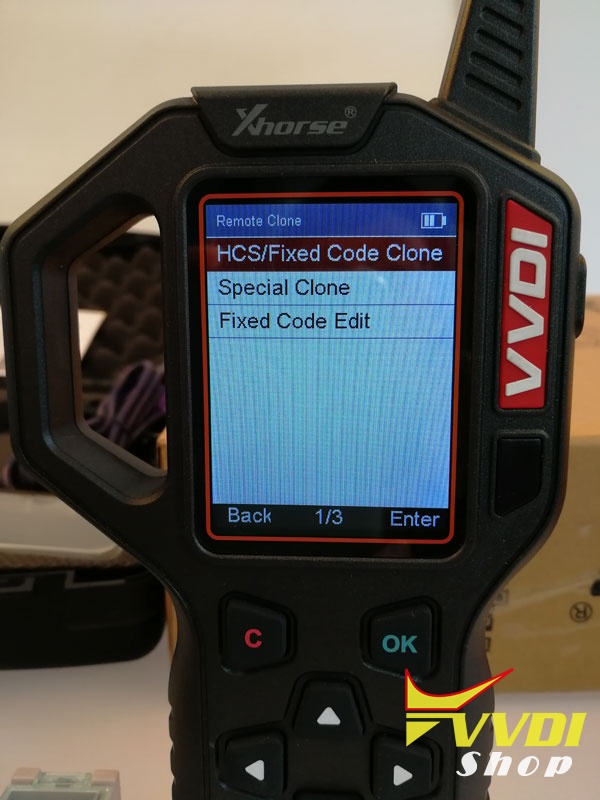 Xhorse®
Remote Clone
HCS/Fixed Code Clone
Special Clone
Fixed Code Edit
Back 1/3 Enter
VVDI
C OK
®
VVDI
Shop